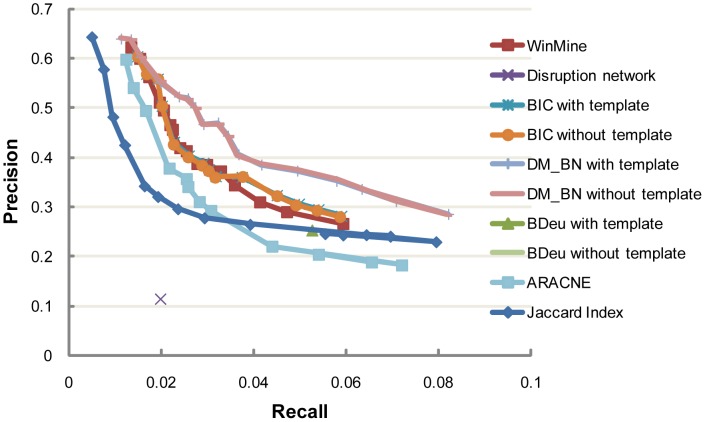 0.7
0.6
0.5
0.4
0.3
0.2
0.1
0
Precision
0 0.02 0.04 0.06 0.08 0.1
Recall
WinMine
Disruption network
BIC with template
BIC without template
DM_BN with template
DM_BN without template
BDeu with template
BDeu without template
ARACNE
Jaccard Index